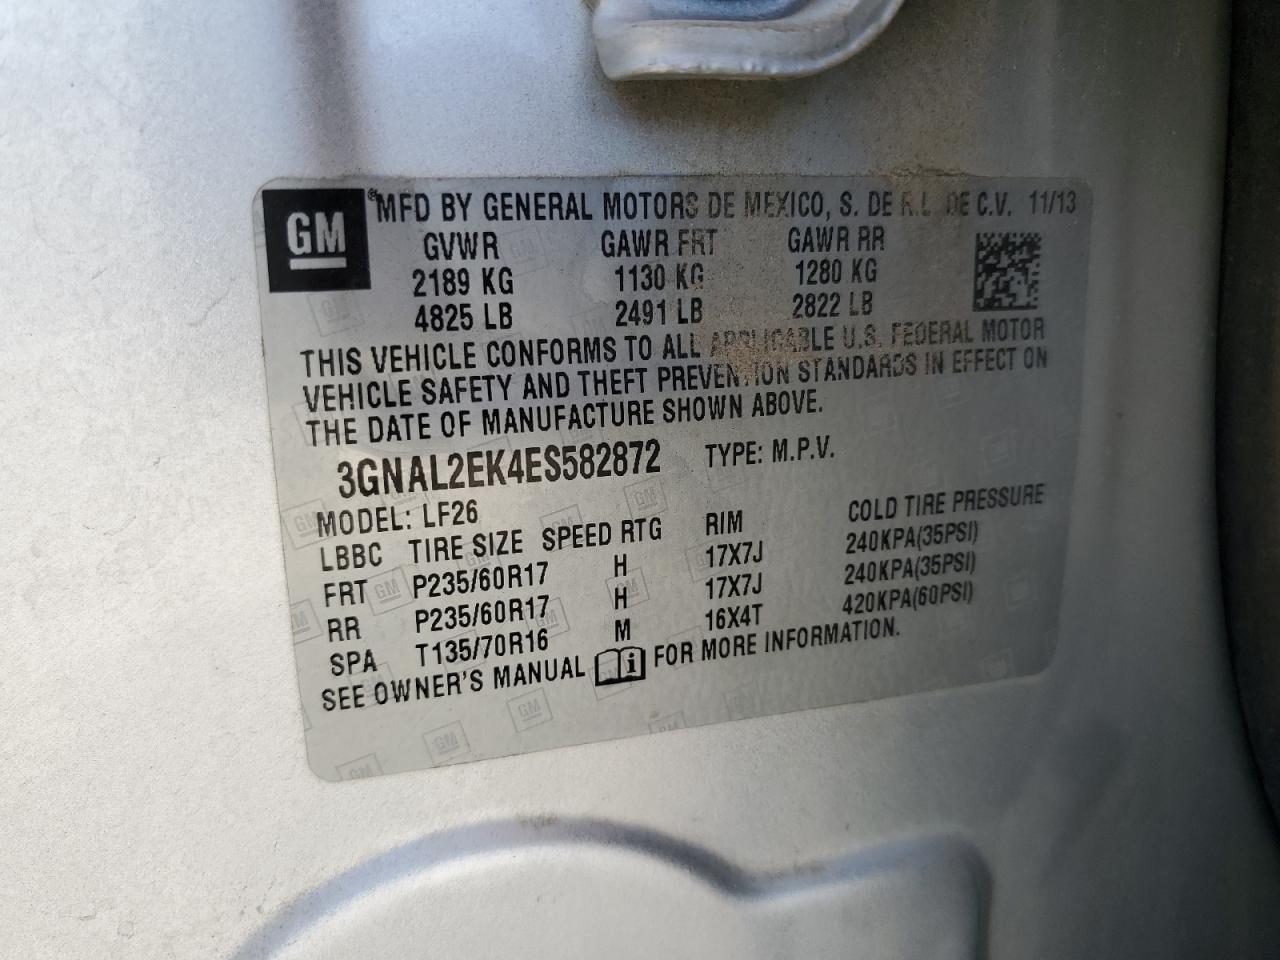 GM
®MFD BY GENERAL MOTORS DE MEXICO, S. DE R.L. DE C.V. 11/13
GVWR GAWR FRT GAWR RR
2189 KG 1130 KG 1280 KG
4825 LB 2491 LB 2822 LB
THIS VEHICLE CONFORMS TO ALL APPLICABLE U.S. FEDERAL MOTOR
VEHICLE SAFETY AND THEFT PREVENTION STANDARDS IN EFFECT ON
THE DATE OF MANUFACTURE SHOWN ABOVE.
3GNAL2EK4ES582872 TYPE: M.P.V.
MODEL: LF26
LBBC TIRE SIZE SPEED RTG RIM COLD TIRE PRESSURE
FRT P235/60R17 H 17X7J 240KPA(35PSI)
RR P235/60R17 H 17X7J 240KPA(35PSI)
SPA T135/70R16 M 16X4T 420KPA(60PSI)
SEE OWNER'S MANUAL FOR MORE INFORMATION.